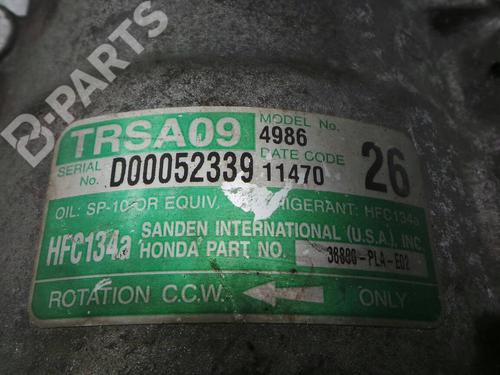 B-PARTS
TRSA09
MODEL No.
4986
SERIAL No.
D00052339
DATE CODE
11470
26
OIL: SP-10 OR EQUIV.
REFRIGERANT: HFC134a
HFC134a
SANDEN INTERNATIONAL (U.S.A.), INC.
HONDA PART NO.
38800-PLA-E02
ROTATION C.C.W.
ONLY